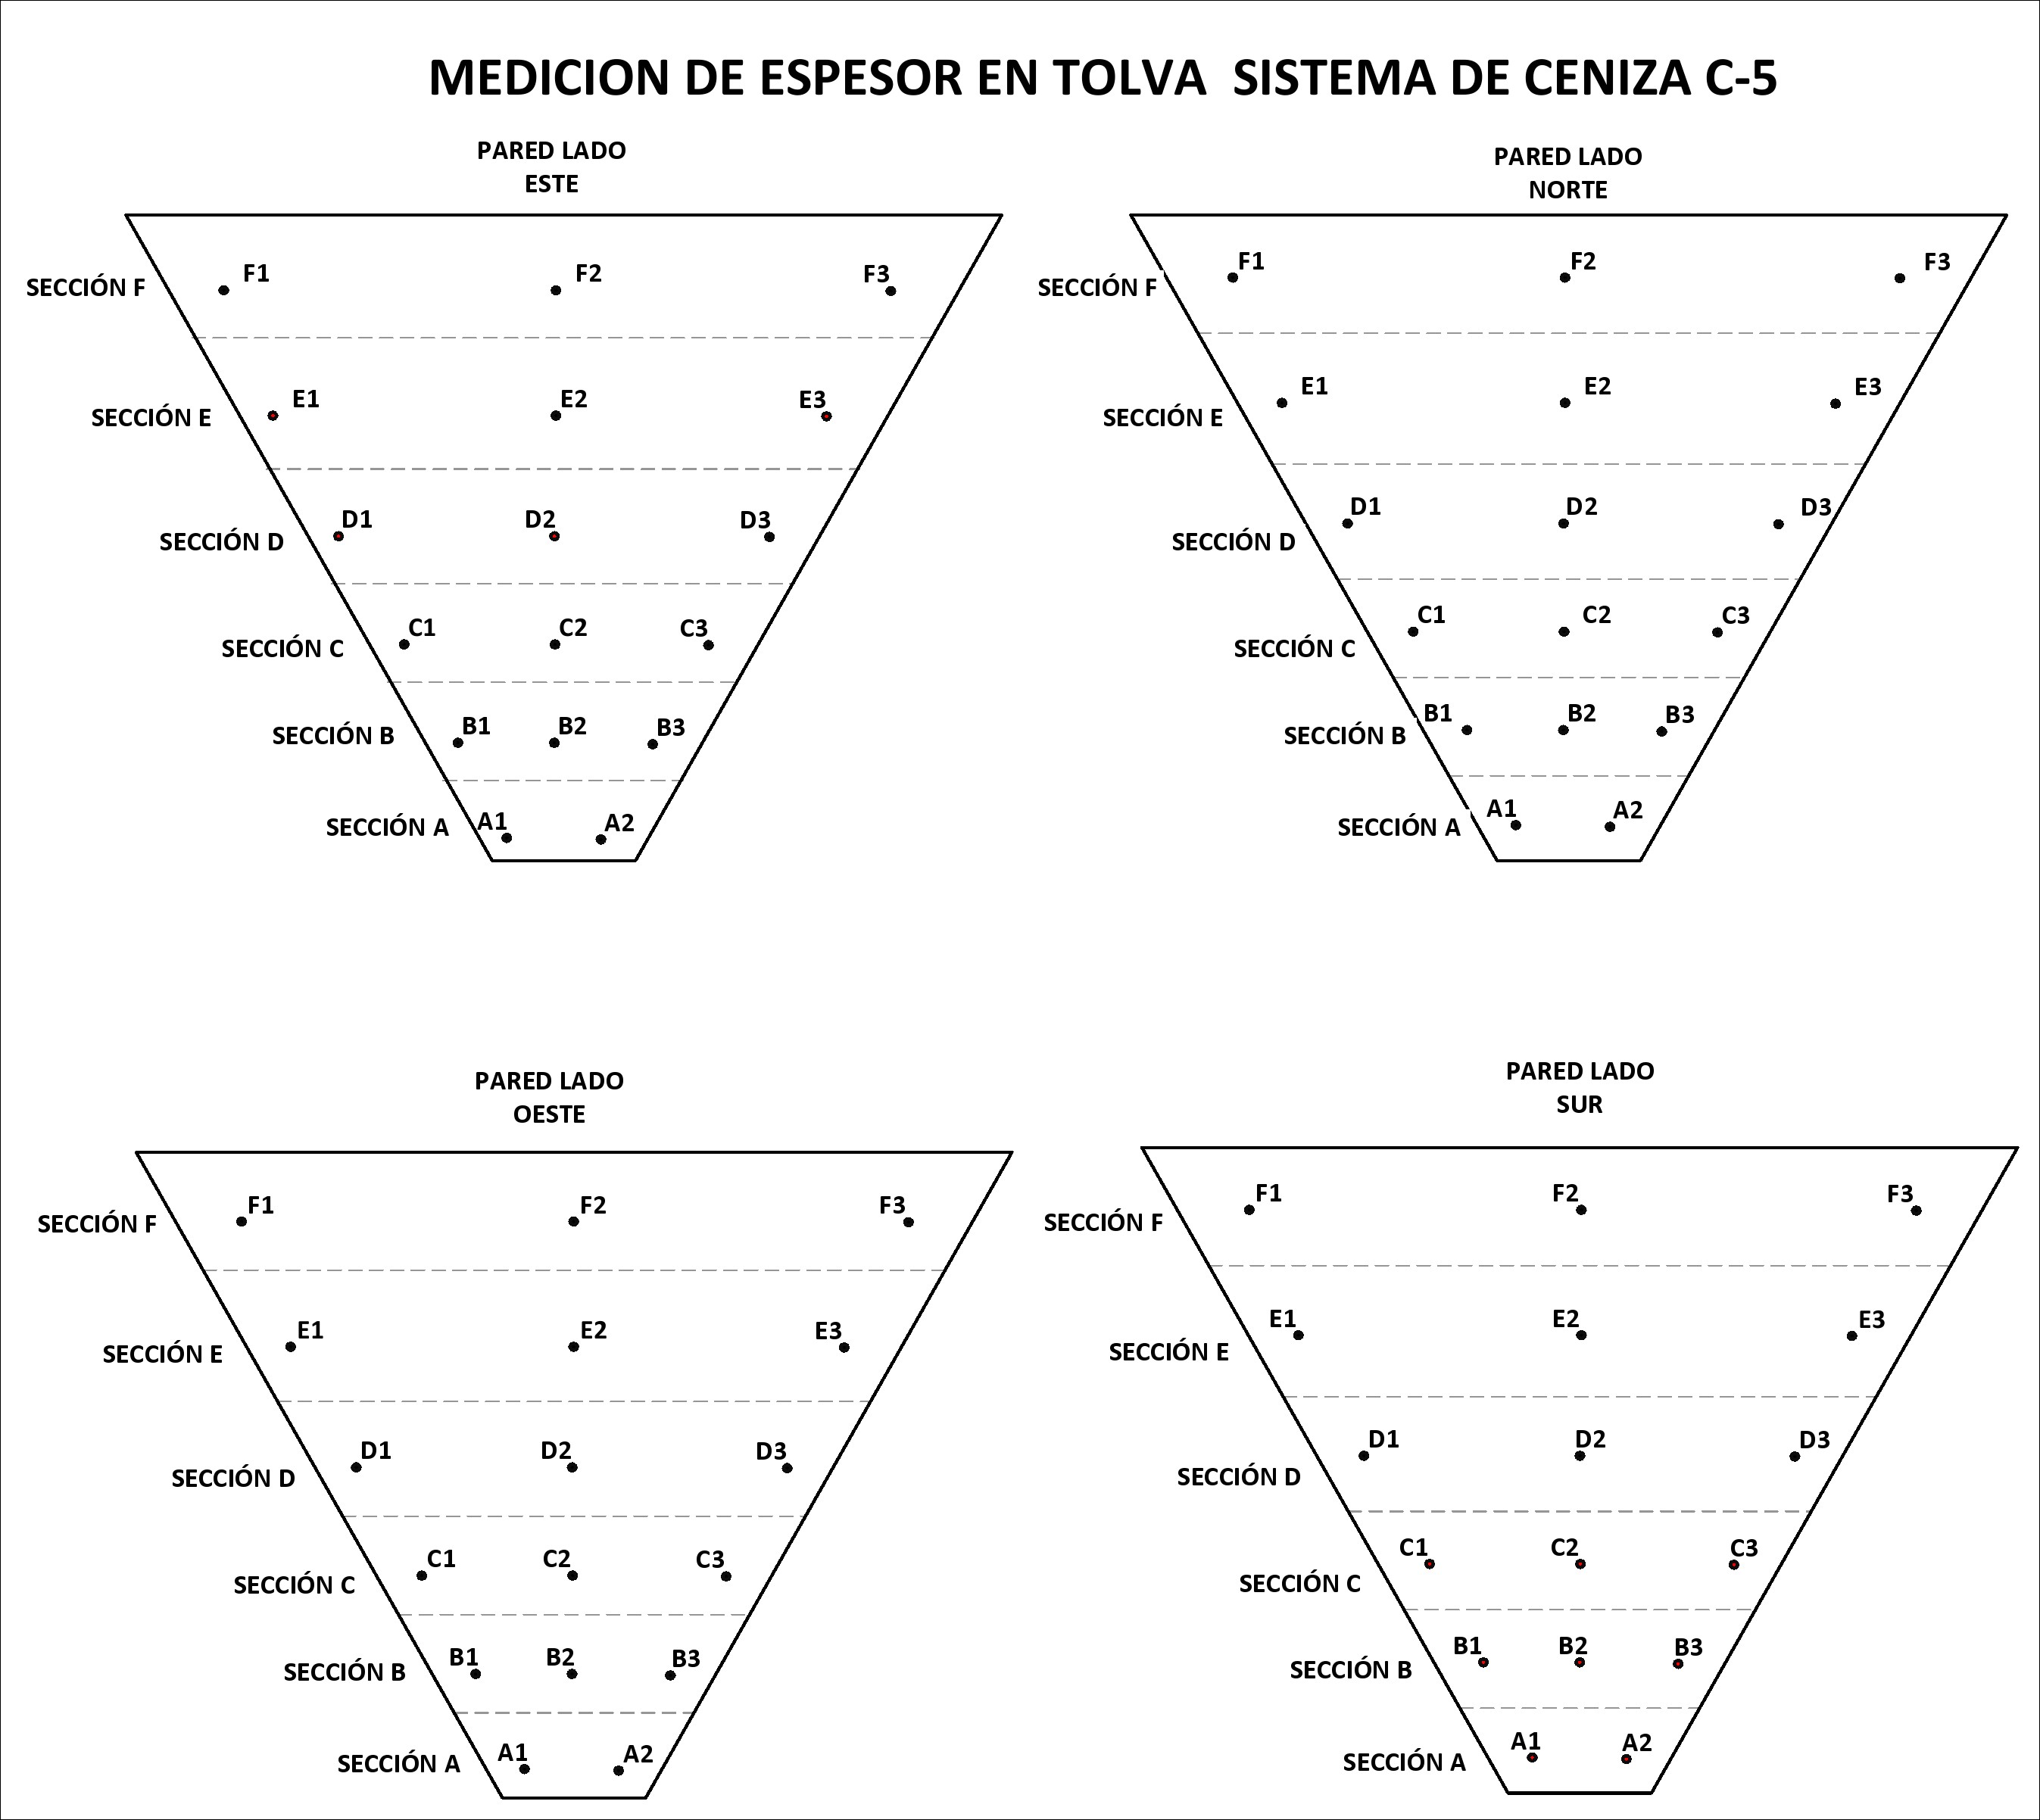 MEDICION DE ESPESOR EN TOLVA  SISTEMA DE CENIZA C-5
PARED LADO
ESTE
F1 F2 F3
SECCIÓN F
E1 E2 E3
SECCIÓN E
D1 D2 D3
SECCIÓN D
C1 C2 C3
SECCIÓN C
B1 B2 B3
SECCIÓN B
A1 A2
SECCIÓN A
PARED LADO
NORTE
F1 F2 F3
SECCIÓN F
E1 E2 E3
SECCIÓN E
D1 D2 D3
SECCIÓN D
C1 C2 C3
SECCIÓN C
B1 B2 B3
SECCIÓN B
A1 A2
SECCIÓN A
PARED LADO
OESTE
F1 F2 F3
SECCIÓN F
E1 E2 E3
SECCIÓN E
D1 D2 D3
SECCIÓN D
C1 C2 C3
SECCIÓN C
B1 B2 B3
SECCIÓN B
A1 A2
SECCIÓN A
PARED LADO
SUR
F1 F2 F3
SECCIÓN F
E1 E2 E3
SECCIÓN E
D1 D2 D3
SECCIÓN D
C1 C2 C3
SECCIÓN C
B1 B2 B3
SECCIÓN B
A1 A2
SECCIÓN A